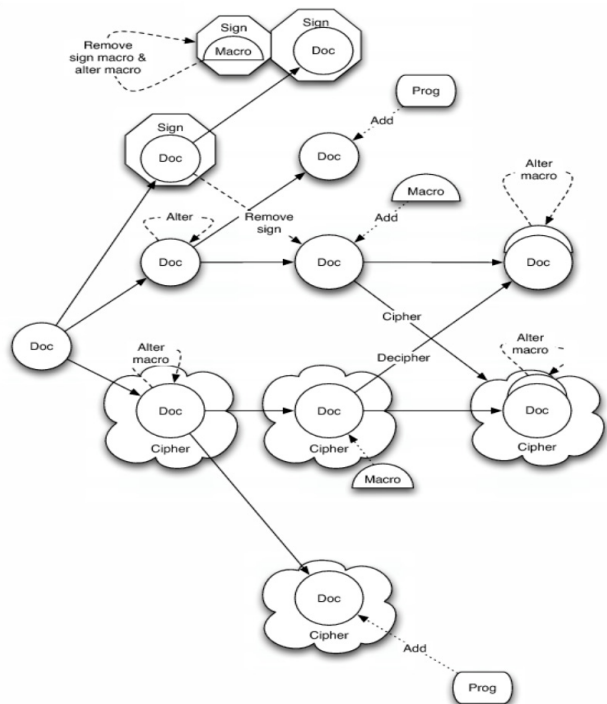 Sign
Sign
Remove
sign macro &
alter macro
Macro
Doc
Prog
Sign
Add
Doc
Doc
Macro
Alter
macro
Alter
Remove
sign
Add
Doc
Doc
Doc
Cipher
Doc
Alter
macro
Decipher
Alter
macro
Doc
Doc
Doc
Cipher
Cipher
Cipher
Macro
Doc
Cipher
Add
Prog